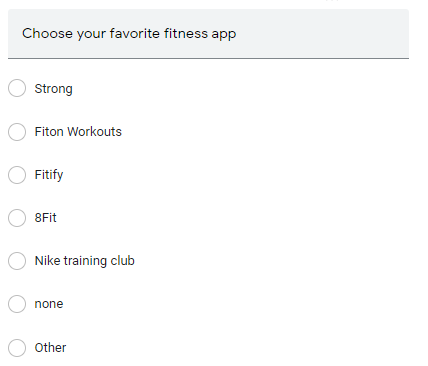 Choose your favorite fitness app
Strong
Fiton Workouts
Fitify
8Fit
Nike training club
none
Other